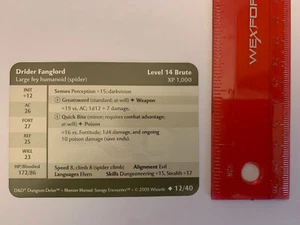 Drider Fanglord Level 14 Brute
Large fey humanoid (spider) XP 1,000
INIT
+12
AC
26
FORT
27
REF
25
WILL
23
HP/Bloodied
172/86
Senses Perception +15; darkvision
Greatsword (standard; at will) ✦ Weapon
+19 vs. AC; 1d12 + 7 damage.
Quick Bite (minor; requires combat advantage;
at will) ✦ Poison
+16 vs. Fortitude; 1d4 damage, and ongoing
10 poison damage (save ends).
Speed 8, climb 8 (spider climb) Alignment Evil
Languages Elven Skills Dungeoneering +15, Stealth +17
D&D Dungeon Delve™ – Monster Manual: Savage Encounters™ – © 2009 Wizards ✦ 12/40
WEXFOR